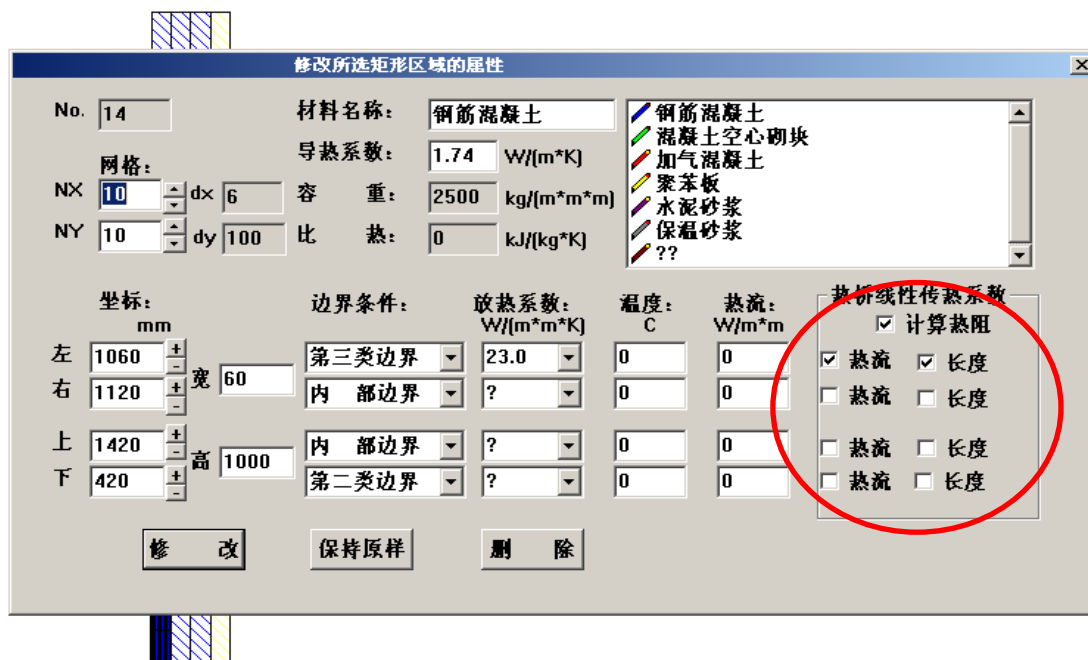 修改所选矩形区域的属性
No. 14
网格：
NX 10 dx 6
NY 10 dy 100
材料名称： 钢筋混凝土
导热系数： 1.74 W/(m*K)
容 重： 2500 kg/(m*m*m)
比 热： 0 kJ/(kg*K)
钢筋混凝土
混凝土空心砌块
加气混凝土
聚苯板
水泥砂浆
保温砂浆
??
坐标： 边界条件： 放热系数： 温度： 热流： 热桥线性传热系数
mm W/(m*m*K) C W/m*m 计算热阻
左 1060 + - 第三类边界 23.0 0 0 热流 长度
宽 60
右 1120 + - 内 部边界 ? 0 0 热流 长度
上 1420 + - 内 部边界 ? 0 0 热流 长度
高 1000
下 420 + - 第二类边界 ? 0 0 热流 长度
修 改 保持原样 删 除